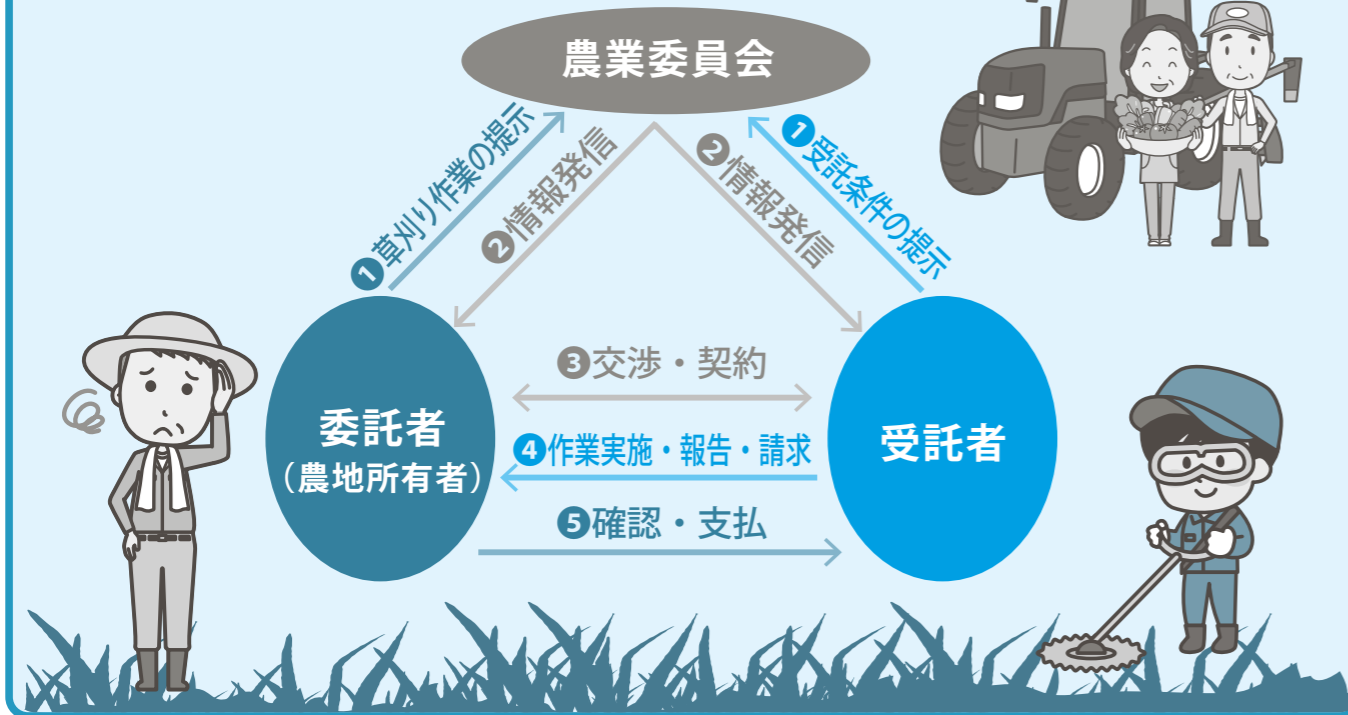 農業委員会
❶草刈り作業の提示
❷情報発信
❷情報発信
❶受託条件の提示
❸交渉・契約
委託者
(農地所有者)
❹作業実施・報告・請求
受託者
❺確認・支払